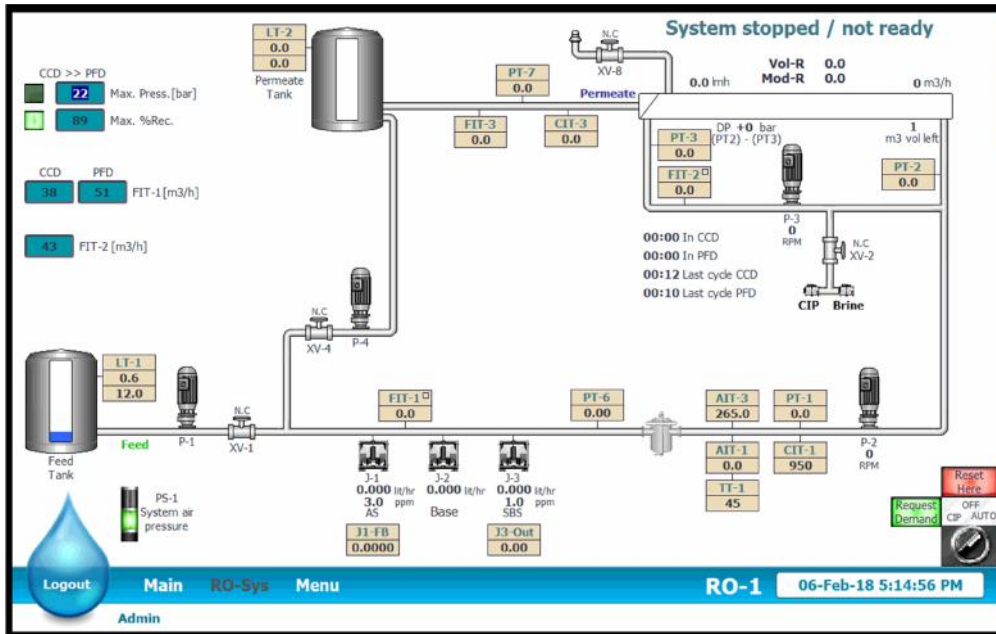 System stopped / not ready
LT-2
0.0
0.0
Permeate
Tank
N.C
XV-8
CCD >> PFD
22 Max. Press.[bar]
89 Max. %Rec.
PT-7
0.0
Permeate
0.0 lmh
Vol-R 0.0
Mod-R 0.0
0 m3/h
FIT-3
0.0
CIT-3
0.0
PT-3
0.0
DP +0 bar
(PT2) - (PT3)
1
m3 vol left
FIT-2
0.0
PT-2
0.0
CCD PFD
38 51 FIT-1[m3/h]
43 FIT-2 [m3/h]
P-3
0
RPM
N.C
XV-2
00:00 In CCD
00:00 In PFD
00:12 Last cycle CCD
00:10 Last cycle PFD
CIP Brine
N.C
XV-4
P-4
LT-1
0.6
12.0
Feed
Tank
Feed
P-1
N.C
XV-1
FIT-1
0.0
PT-6
0.00
AIT-3
265.0
PT-1
0.0
AIT-1
0.0
CIT-1
950
TT-1
45
P-2
0
RPM
J-1
0.000 lit/hr
3.0 ppm
AS
J-2
0.000 lit/hr
Base
J-3
0.000 lit/hr
1.0 ppm
SBS
J1-FB
0.0000
J3-Out
0.00
PS-1
System air
pressure
Reset
Here
Request
Demand
OFF
CIP AUTO
Logout Main RO-Sys Menu RO-1 06-Feb-18 5:14:56 PM
Admin